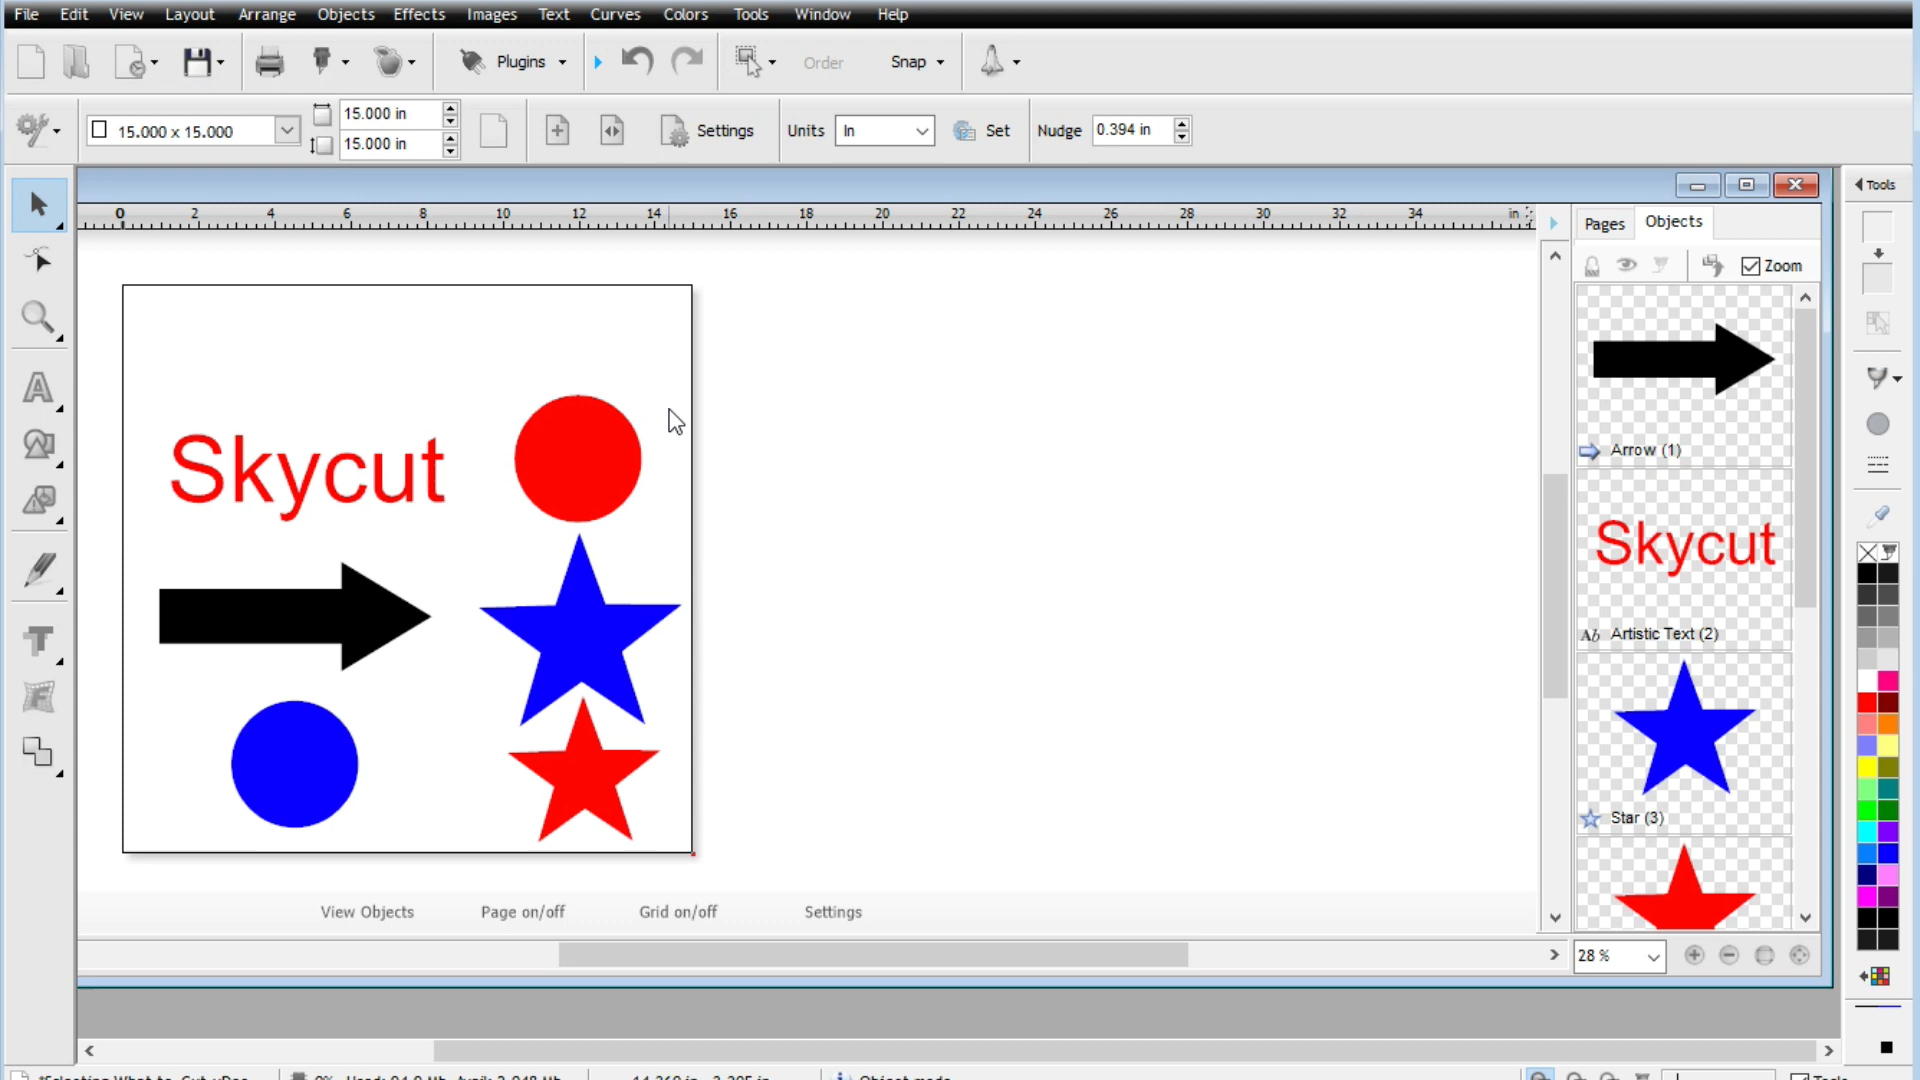 File Edit View Layout Arrange Objects Effects Images Text Curves Colors Tools Window Help
Plugins Order Snap
15.000 x 15.000 15.000 in Settings Units In Set Nudge 0.394 in
15.000 in
Tools
0 2 4 6 8 10 12 14 16 18 20 22 24 26 28 30 32 34 in
Pages Objects
Zoom
Skycut
Arrow (1)
Skycut
Artistic Text (2)
Star (3)
View Objects Page on/off Grid on/off Settings
28 %
Object mode
Tools